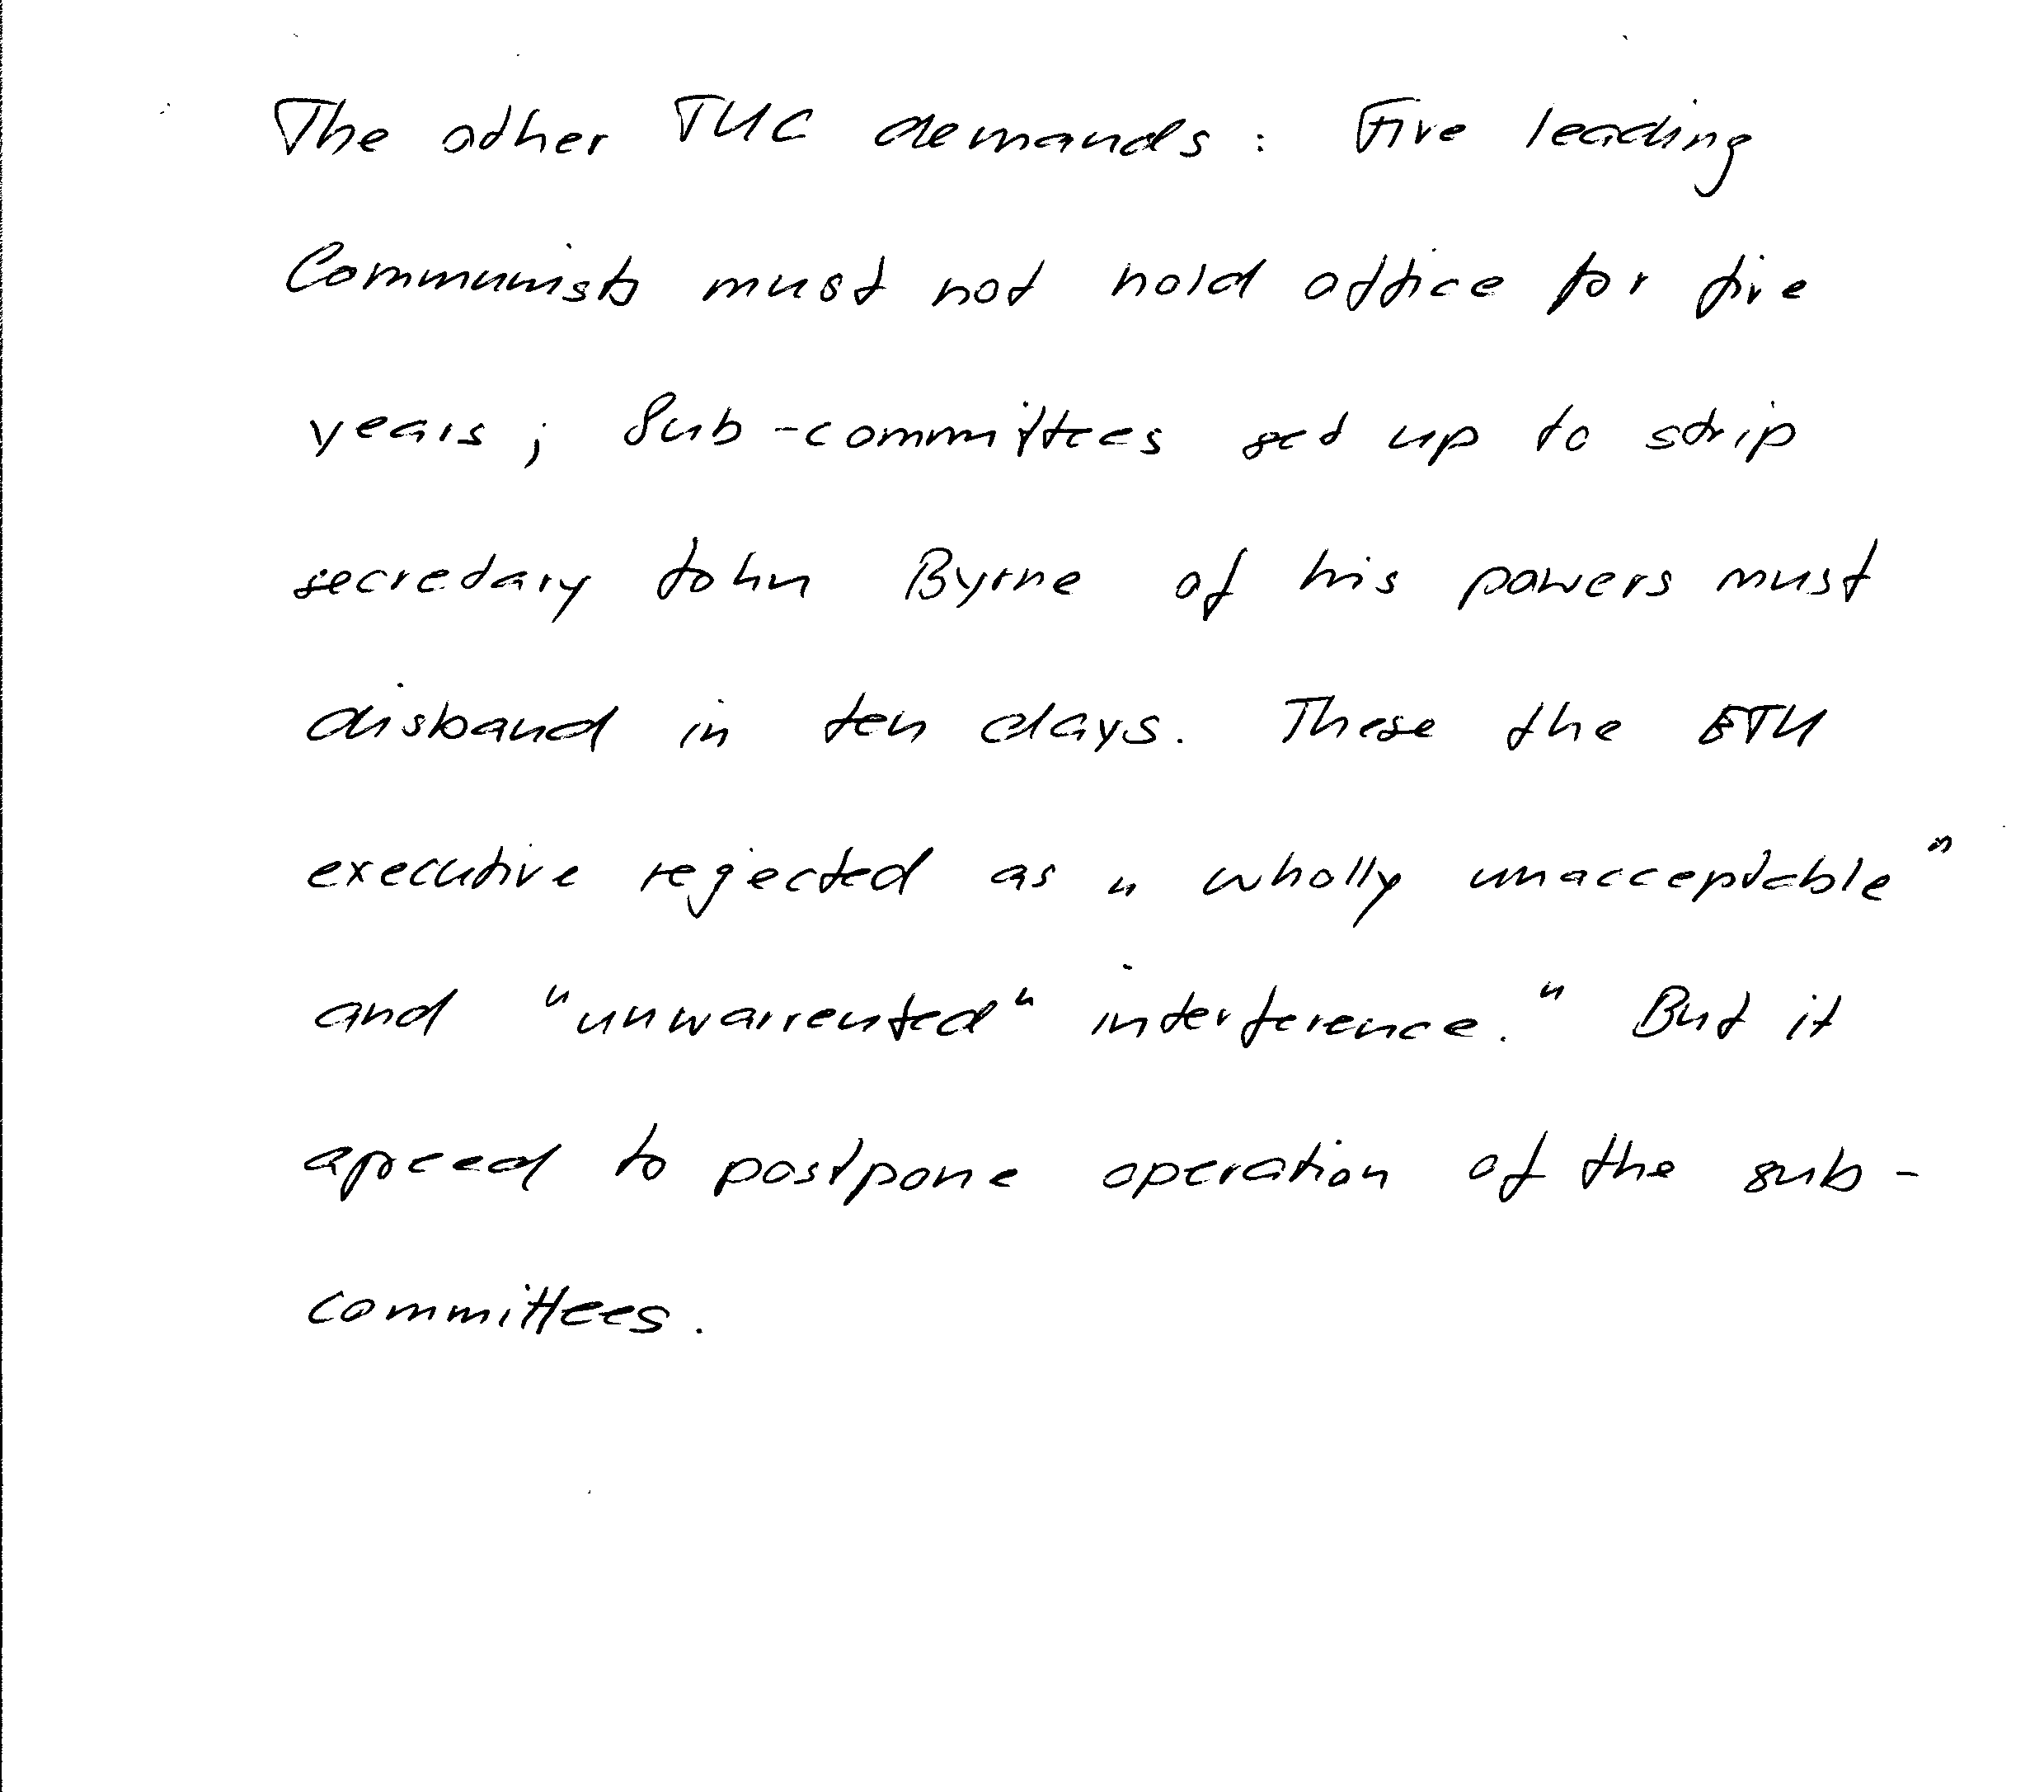 The other TUC demands : Five leading
Communists must not hold office for five
years ; Sub-committees set up to strip
secretary John Byrne of his powers must
disband in ten days. These the ETU
executive rejected as " wholly unacceptable "
and "unwarrented" interference." But it
agreed to postpone operation of the sub-
committees.